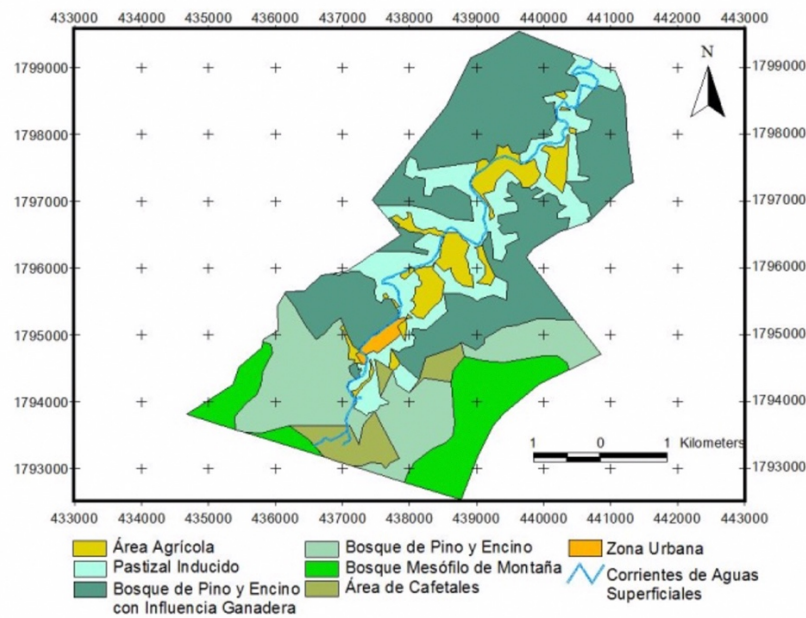 433000 434000 435000 436000 437000 438000 439000 440000 441000 442000 443000
1799000 1799000
N
1798000 1798000
1797000 1797000
1796000 1796000
1795000 1795000
1794000 1794000
1 0 1 Kilometers
1793000 1793000
433000 434000 435000 436000 437000 438000 439000 440000 441000 442000 443000
Área Agrícola Bosque de Pino y Encino Zona Urbana
Pastizal Inducido Bosque Mesófilo de Montaña Corrientes de Aguas
Bosque de Pino y Encino Área de Cafetales Superficiales
con Influencia Ganadera